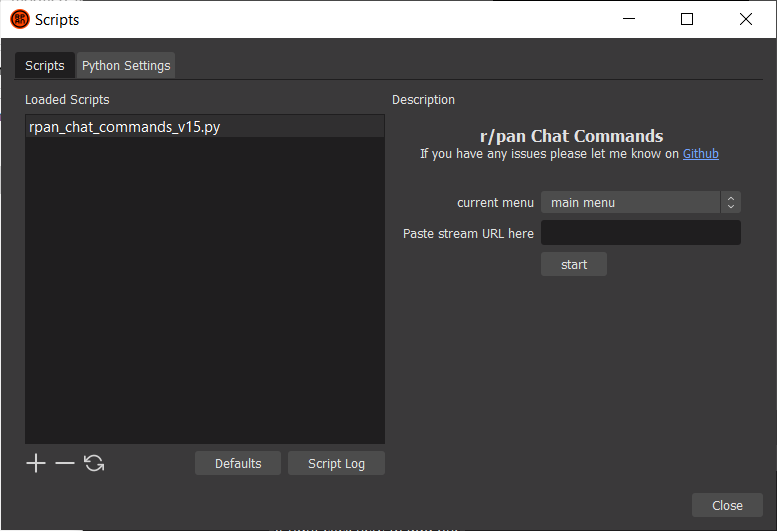 Scripts
Scripts
Python Settings
Loaded Scripts
rpan_chat_commands_v15.py
Defaults
Script Log
Description
r/pan Chat Commands
If you have any issues please let me know on Github
current menu
main menu
Paste stream URL here
start
Close